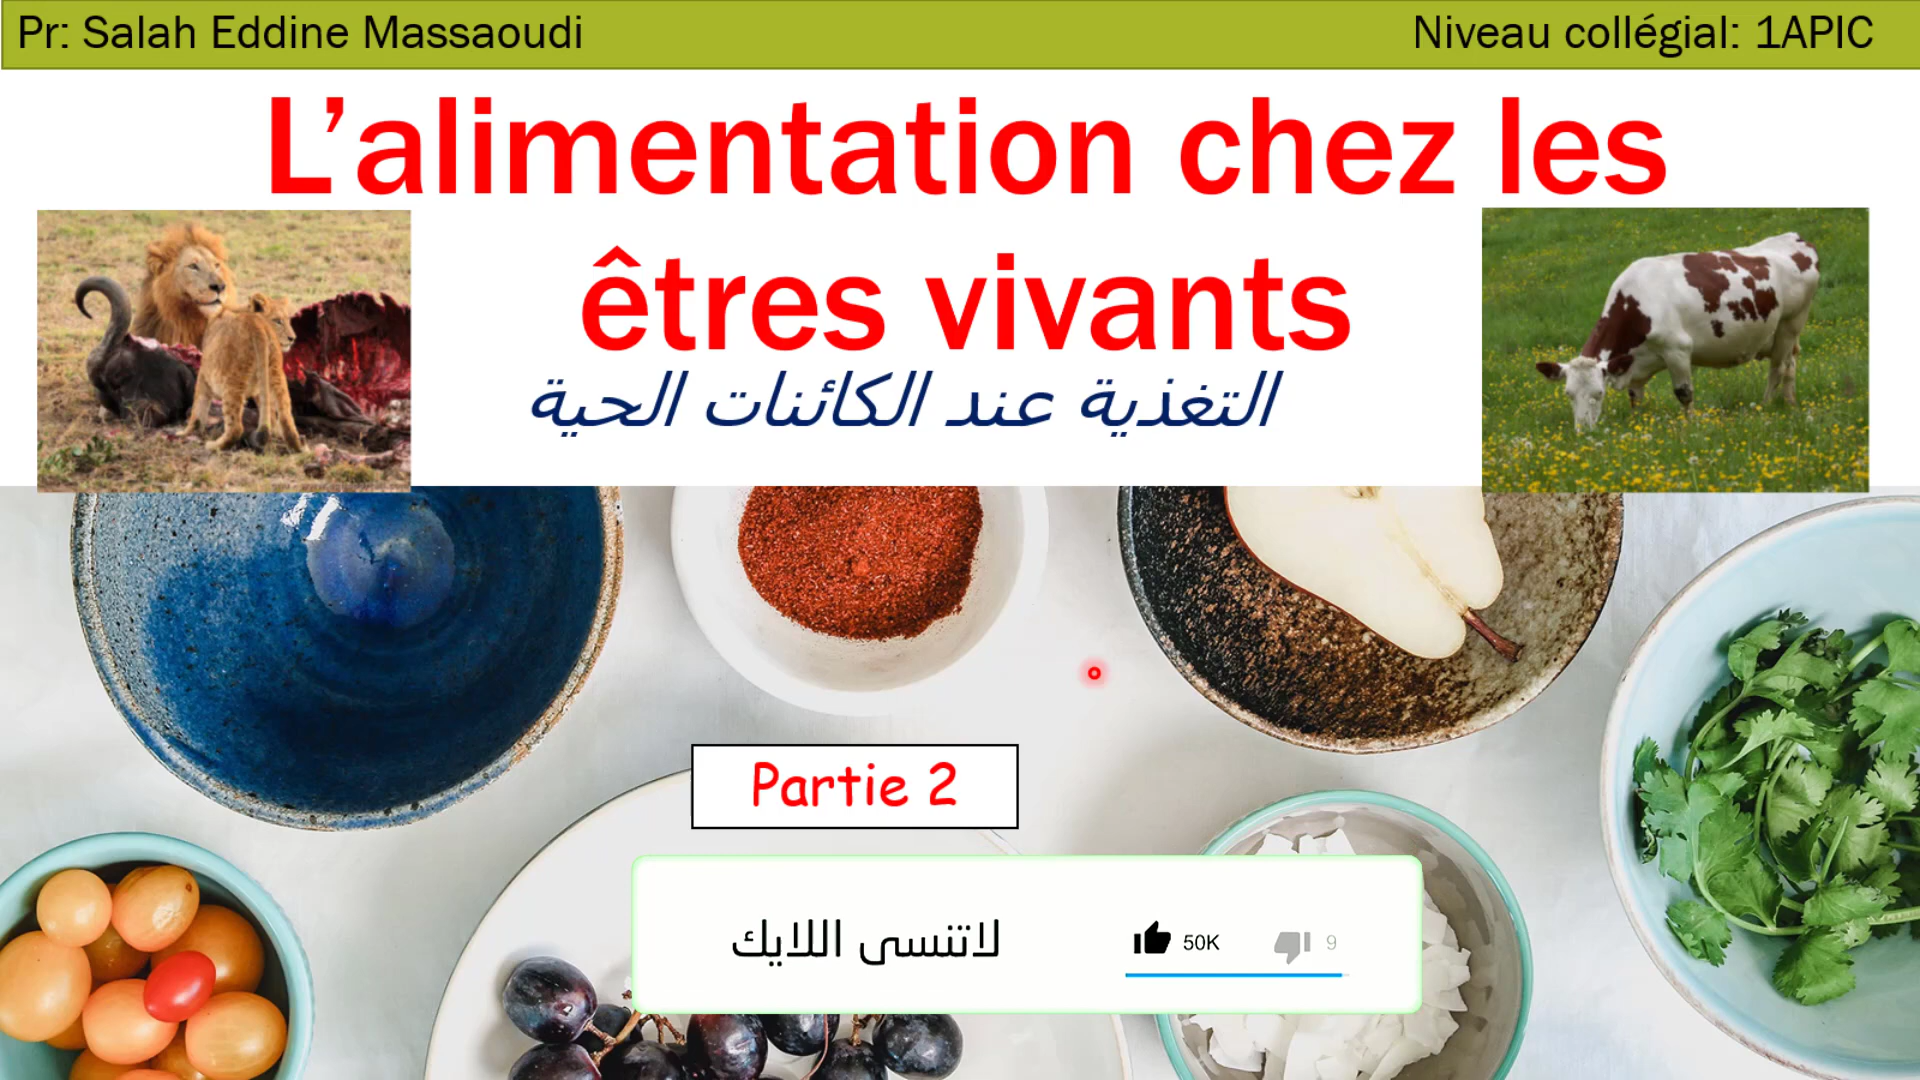 Pr: Salah Eddine Massaoudi
Niveau collégial: 1APIC
L’alimentation chez les
êtres vivants
التغذية عند الكائنات الحية
Partie 2
لاتنسى اللايك
50K
9